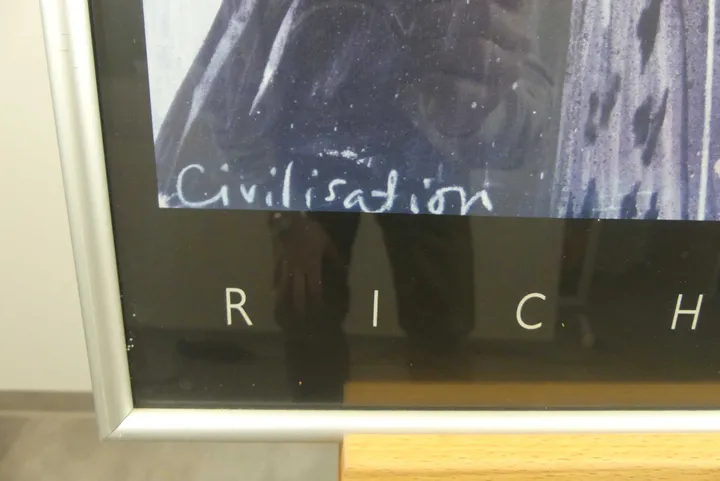 Civilisation
R I C H